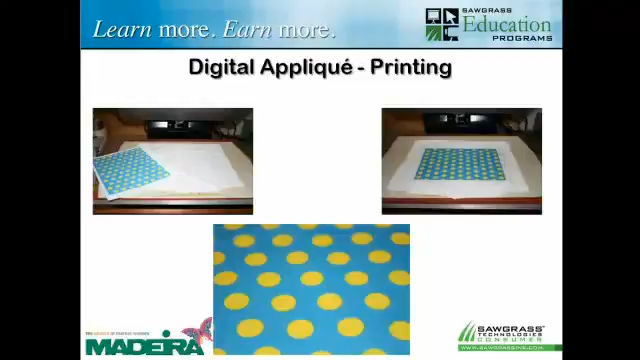 Learn more. Earn more.
SAWGRASS
Education
PROGRAMS
Digital Appliqué - Printing
MADEIRA
SAWGRASS
TECHNOLOGIES
CONSUMER